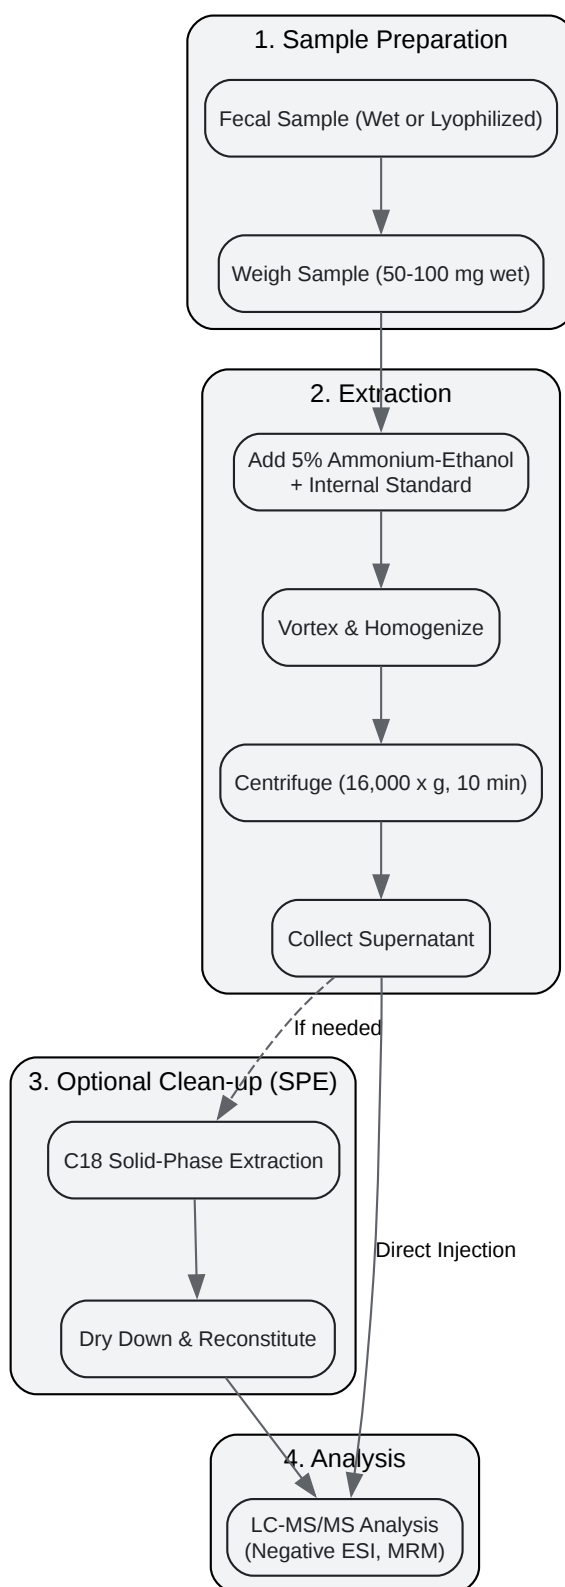 1. Sample Preparation
Fecal Sample (Wet or Lyophilized)
Weigh Sample (50-100 mg wet)
2. Extraction
Add 5% Ammonium-Ethanol
+ Internal Standard
Vortex & Homogenize
Centrifuge (16,000 x g, 10 min)
Collect Supernatant
If needed
3. Optional Clean-up (SPE)
C18 Solid-Phase Extraction
Direct Injection
Dry Down & Reconstitute
4. Analysis
LC-MS/MS Analysis
(Negative ESI, MRM)